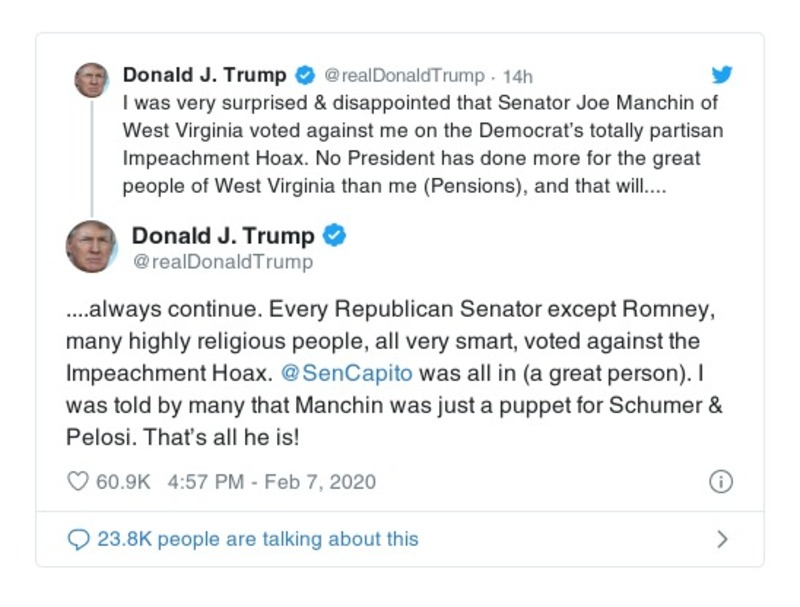 Donald J. Trump @realDonaldTrump · 14h
I was very surprised & disappointed that Senator Joe Manchin of
West Virginia voted against me on the Democrat’s totally partisan
Impeachment Hoax. No President has done more for the great
people of West Virginia than me (Pensions), and that will....
Donald J. Trump
@realDonaldTrump
....always continue. Every Republican Senator except Romney,
many highly religious people, all very smart, voted against the
Impeachment Hoax. @SenCapito was all in (a great person). I
was told by many that Manchin was just a puppet for Schumer &
Pelosi. That’s all he is!
60.9K 4:57 PM - Feb 7, 2020
23.8K people are talking about this